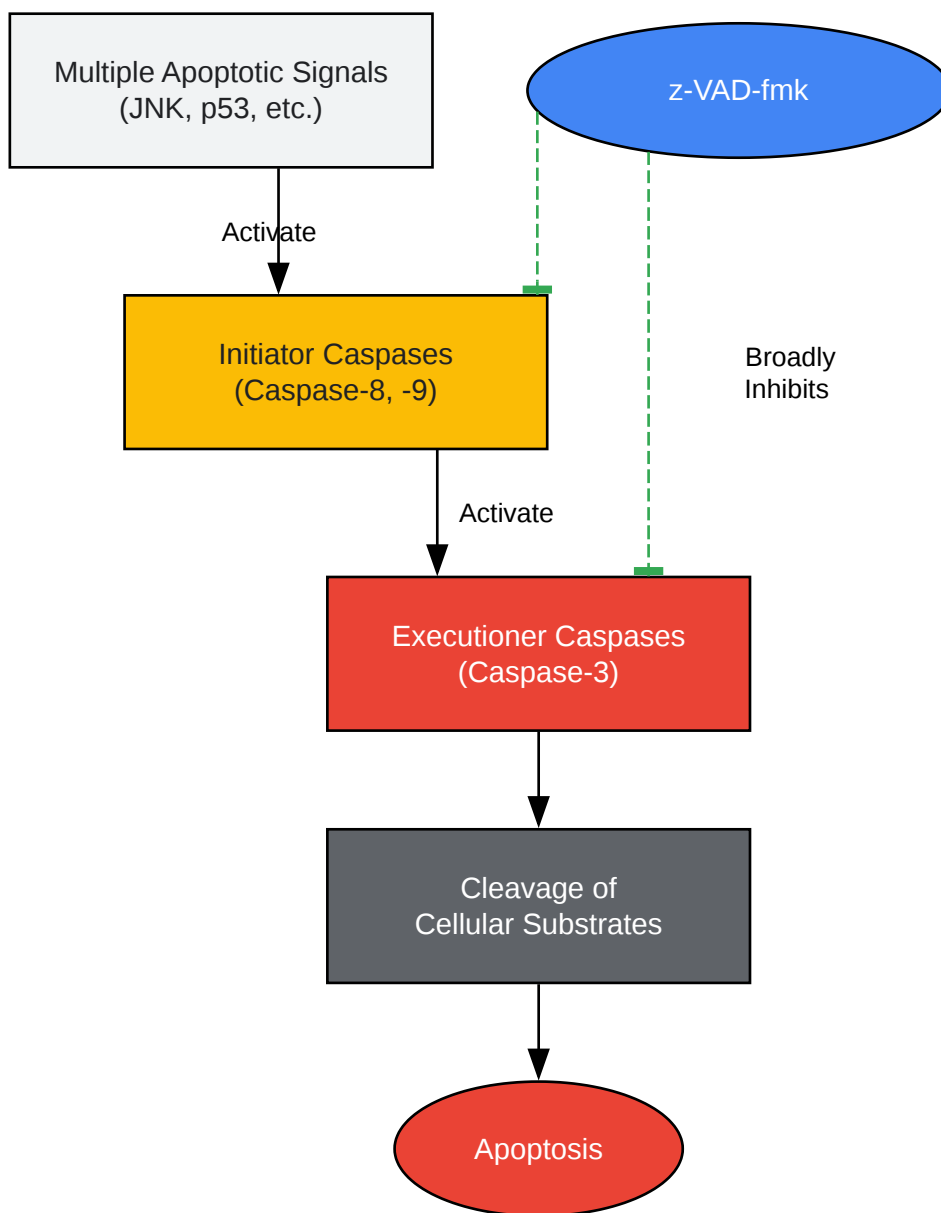 Multiple Apoptotic Signals
(JNK, p53, etc.)
z-VAD-fmk
Activate
Initiator Caspases
(Caspase-8, -9)
Broadly
Inhibits
Activate
Executioner Caspases
(Caspase-3)
Cleavage of
Cellular Substrates
Apoptosis